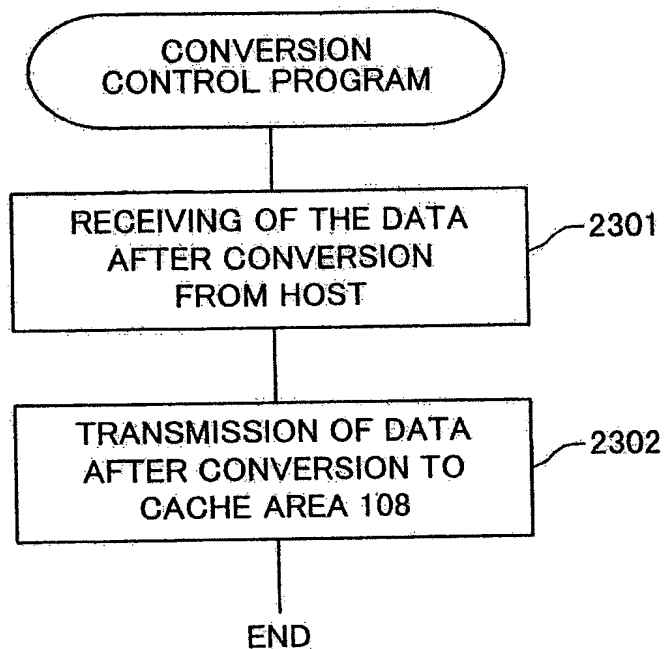 CONVERSION
CONTROL PROGRAM
RECEIVING OF THE DATA
AFTER CONVERSION
FROM HOST
2301
TRANSMISSION OF DATA
AFTER CONVERSION TO
CACHE AREA 108
2302
END